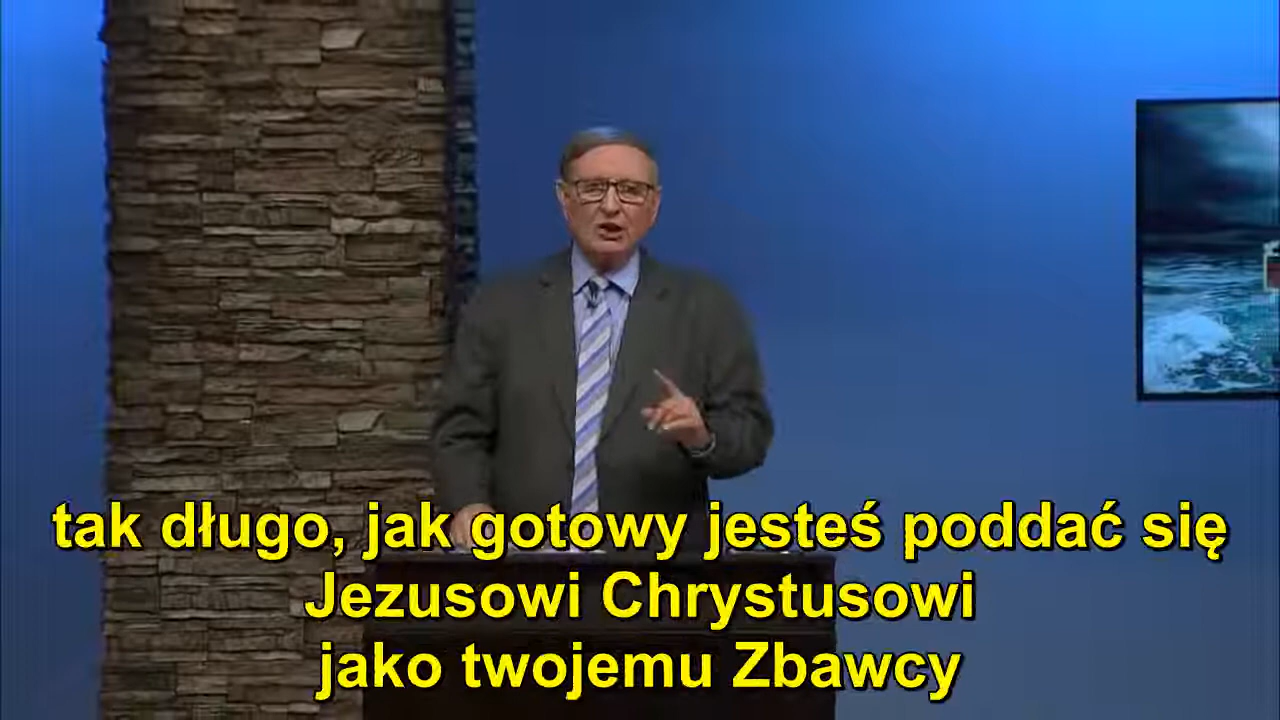 tak długo, jak gotowy jesteś poddać się
Jezusowi Chrystusowi
jako twojemu Zbawcy